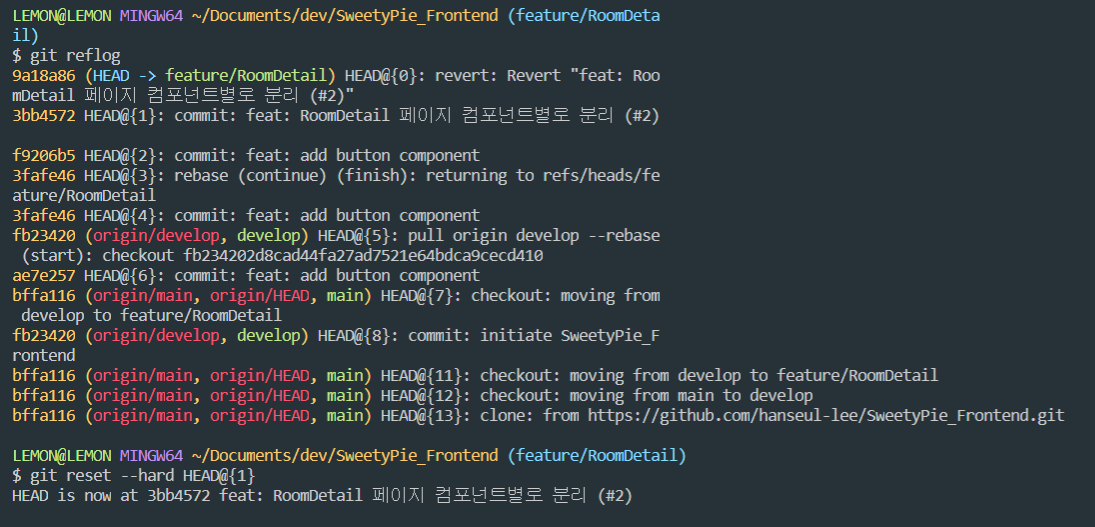 LEMON@LEMON MINGW64 ~/Documents/dev/SweetyPie_Frontend (feature/RoomDeta
il)
$ git reflog
9a18a86 (HEAD -> feature/RoomDetail) HEAD@{0}: revert: Revert "feat: Roo
mDetail 페이지 컴포넌트별로 분리 (#2)"
3bb4572 HEAD@{1}: commit: feat: RoomDetail 페이지 컴포넌트별로 분리 (#2)
f9206b5 HEAD@{2}: commit: feat: add button component
3fafe46 HEAD@{3}: rebase (continue) (finish): returning to refs/heads/fe
ature/RoomDetail
3fafe46 HEAD@{4}: commit: feat: add button component
fb23420 (origin/develop, develop) HEAD@{5}: pull origin develop --rebase
(start): checkout fb234202d8cad44fa27ad7521e64bdca9cecd410
ae7e257 HEAD@{6}: commit: feat: add button component
bffa116 (origin/main, origin/HEAD, main) HEAD@{7}: checkout: moving from
develop to feature/RoomDetail
fb23420 (origin/develop, develop) HEAD@{8}: commit: initiate SweetyPie_F
rontend
bffa116 (origin/main, origin/HEAD, main) HEAD@{11}: checkout: moving from develop to feature/RoomDetail
bffa116 (origin/main, origin/HEAD, main) HEAD@{12}: checkout: moving from main to develop
bffa116 (origin/main, origin/HEAD, main) HEAD@{13}: clone: from https://github.com/hanseul-lee/SweetyPie_Frontend.git
LEMON@LEMON MINGW64 ~/Documents/dev/SweetyPie_Frontend (feature/RoomDetail)
$ git reset --hard HEAD@{1}
HEAD is now at 3bb4572 feat: RoomDetail 페이지 컴포넌트별로 분리 (#2)